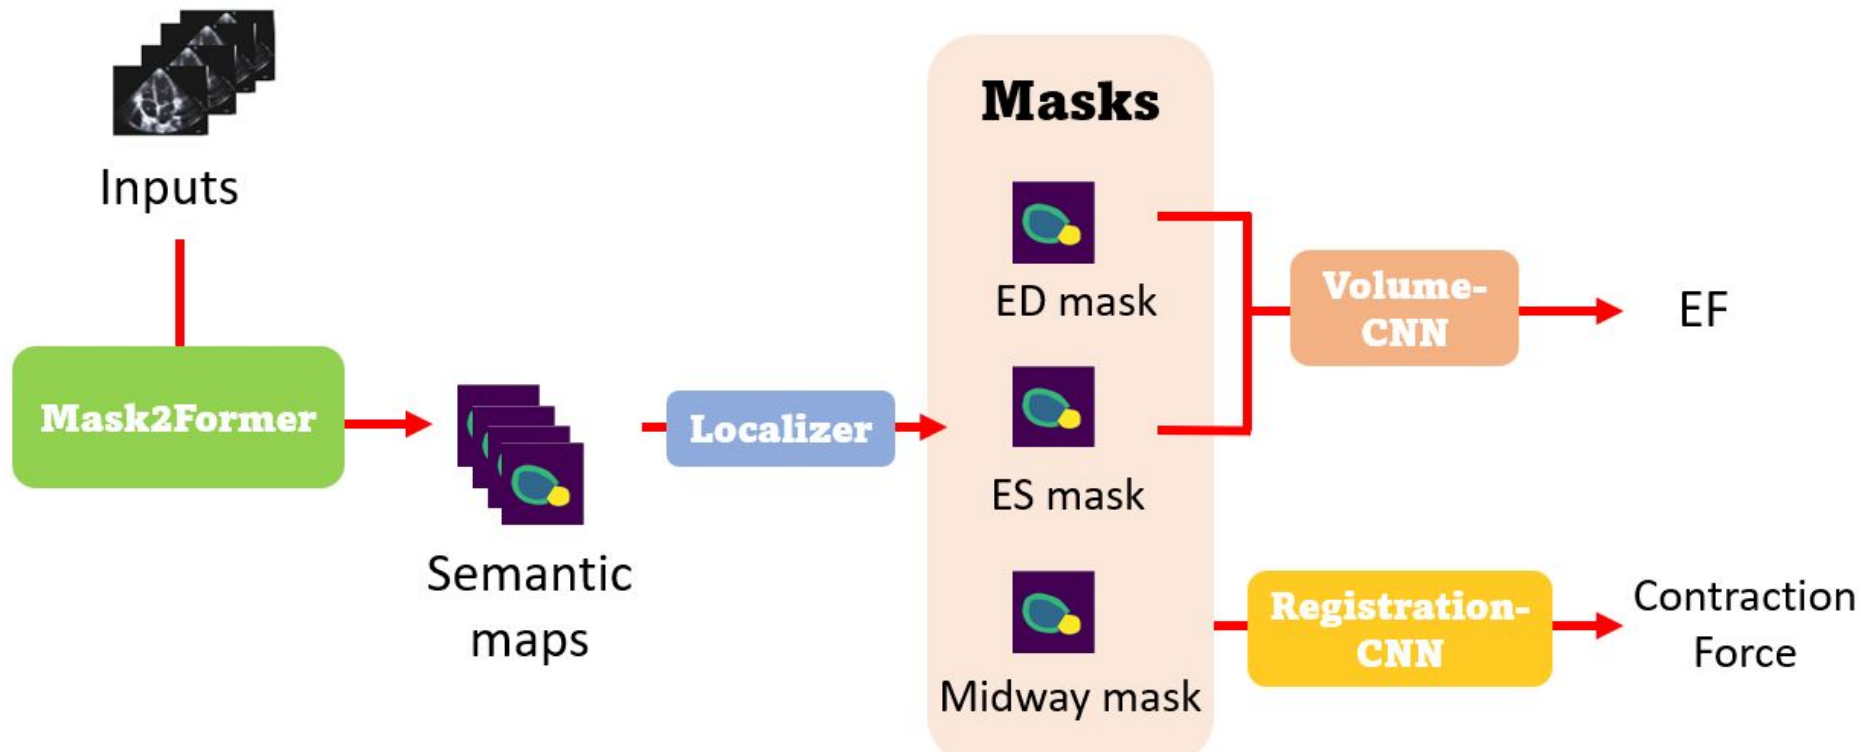 Inputs
Mask2Former
Semantic
maps
Localizer
Masks
ED mask
ES mask
Midway mask
Volume-
CNN
EF
Registration-
CNN
Contraction
Force